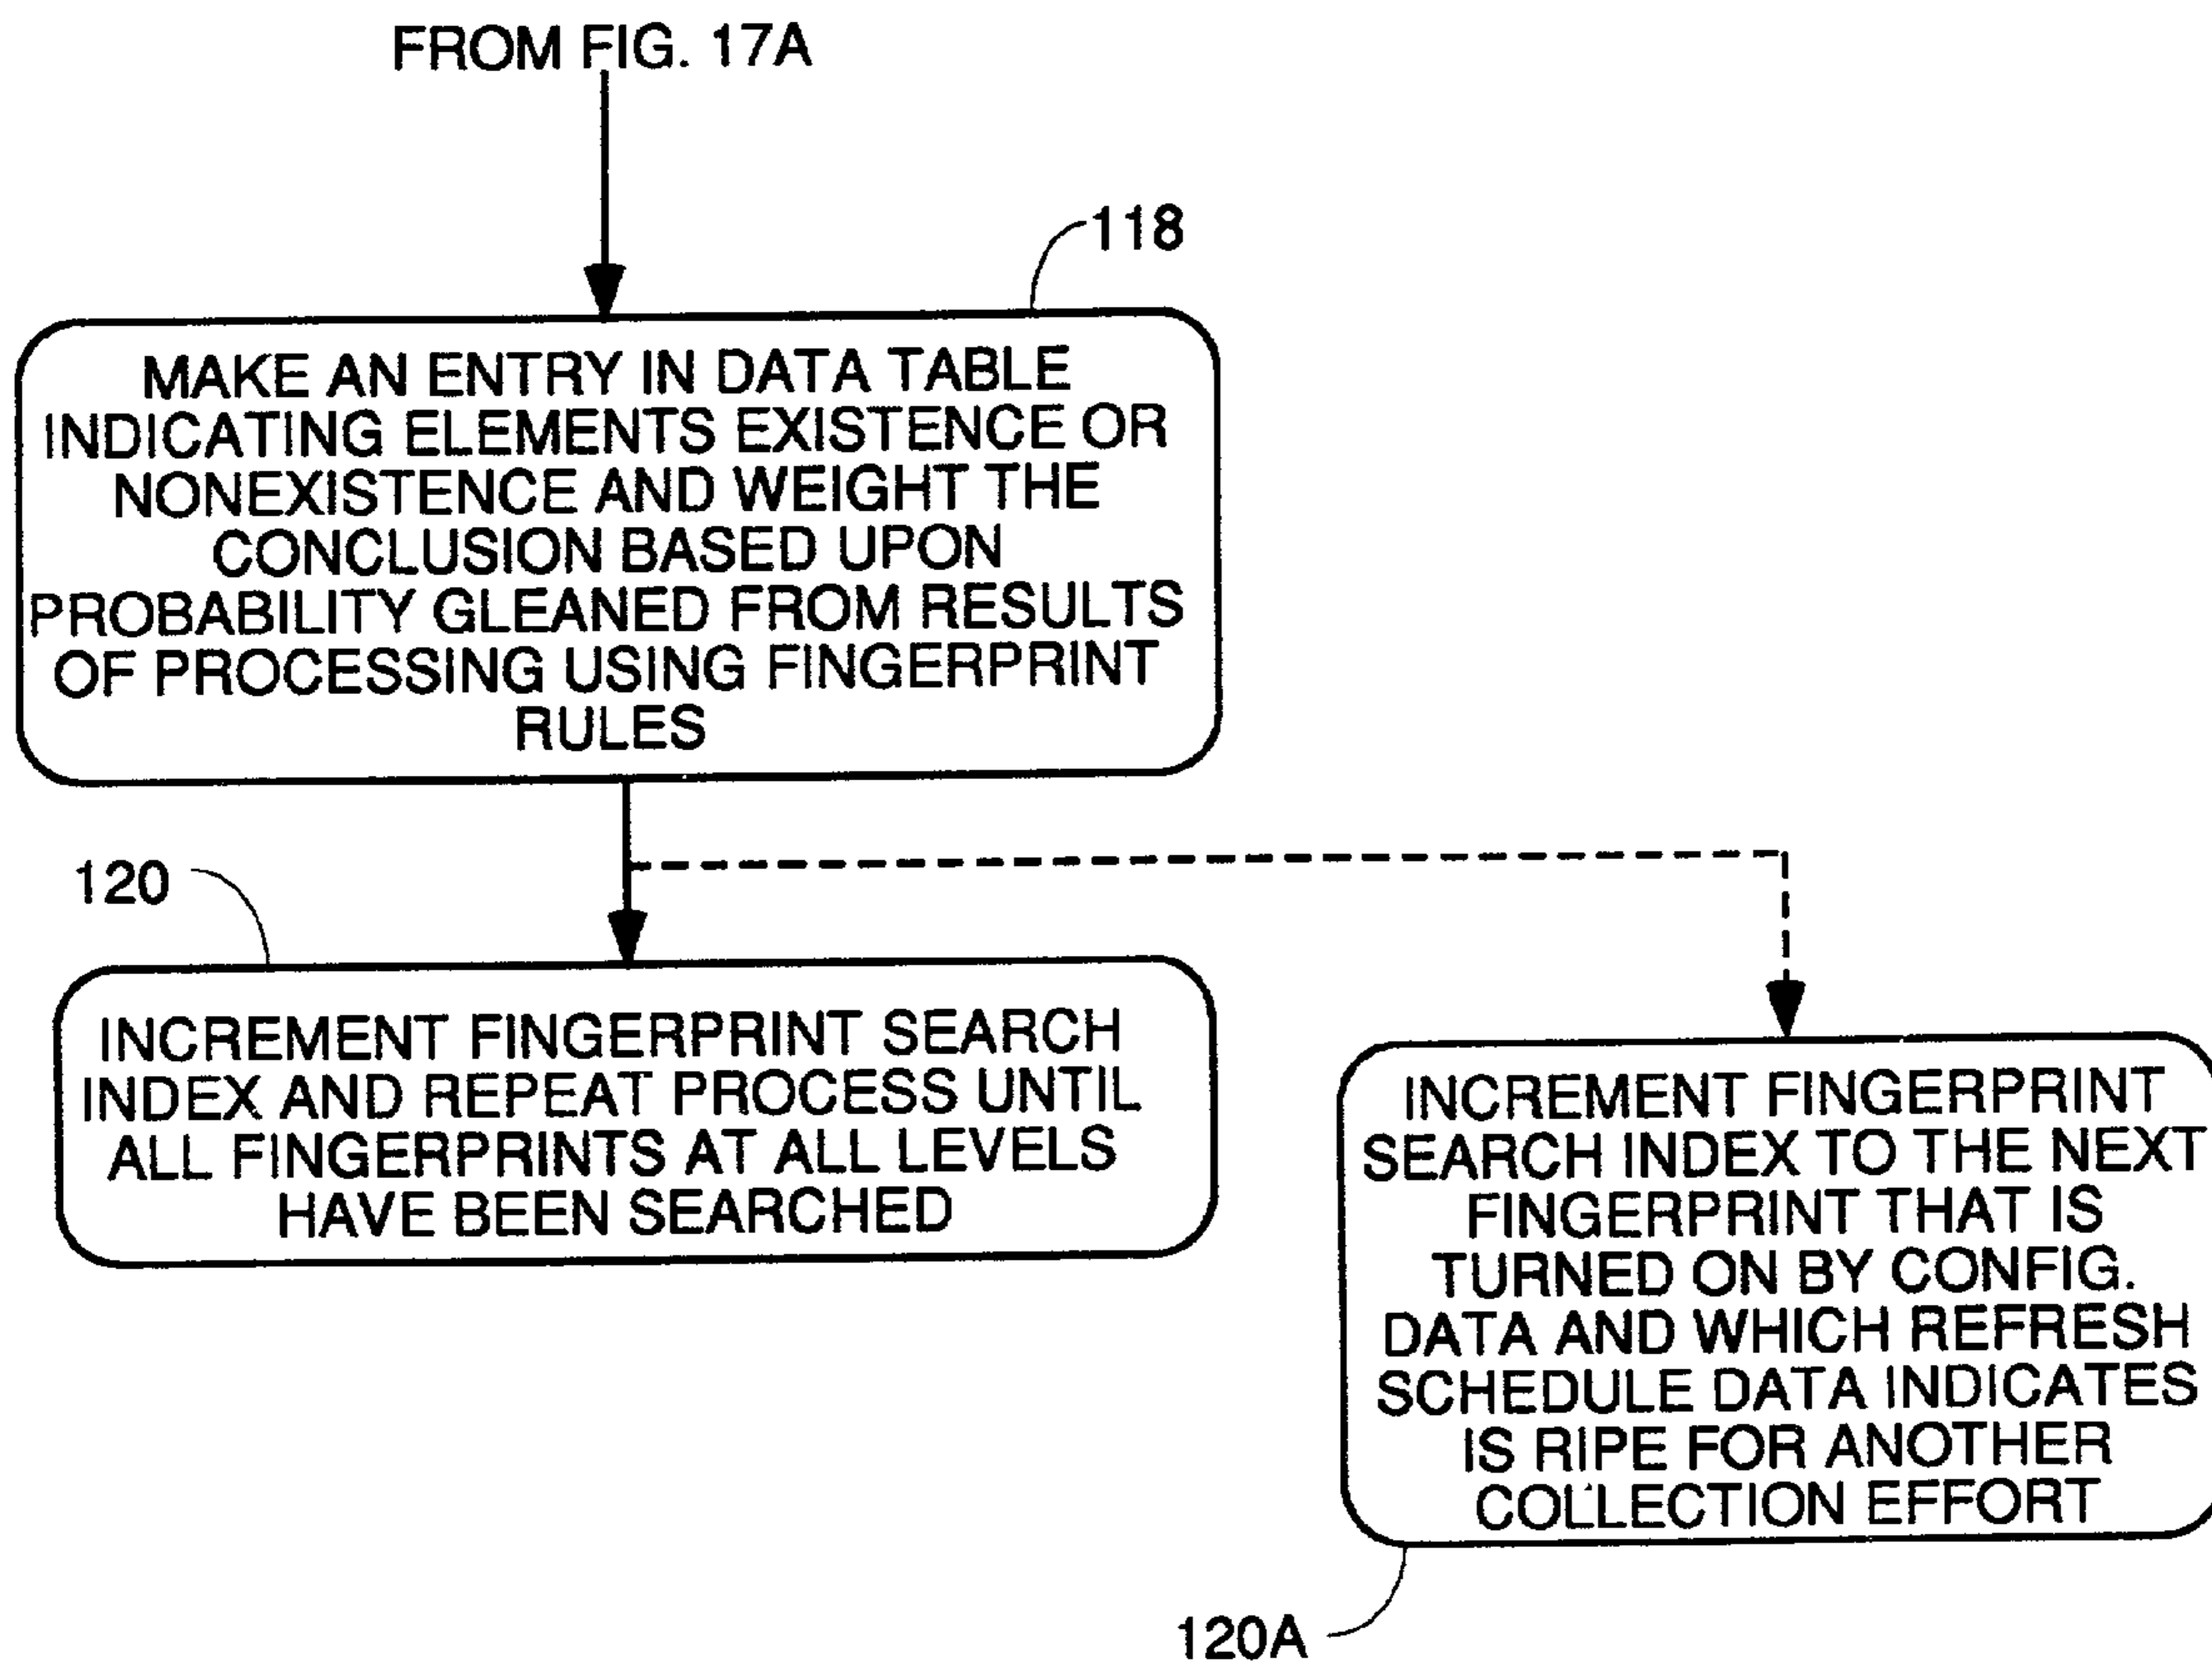 FROM FIG. 17A
118
MAKE AN ENTRY IN DATA TABLE
INDICATING ELEMENTS EXISTENCE OR
NONEXISTENCE AND WEIGHT THE
CONCLUSION BASED UPON
PROBABILITY GLEANED FROM RESULTS
OF PROCESSING USING FINGERPRINT
RULES
120
INCREMENT FINGERPRINT SEARCH
INDEX AND REPEAT PROCESS UNTIL
ALL FINGERPRINTS AT ALL LEVELS
HAVE BEEN SEARCHED
INCREMENT FINGERPRINT
SEARCH INDEX TO THE NEXT
FINGERPRINT THAT IS
TURNED ON BY CONFIG.
DATA AND WHICH REFRESH
SCHEDULE DATA INDICATES
IS RIPE FOR ANOTHER
COLLECTION EFFORT
120A